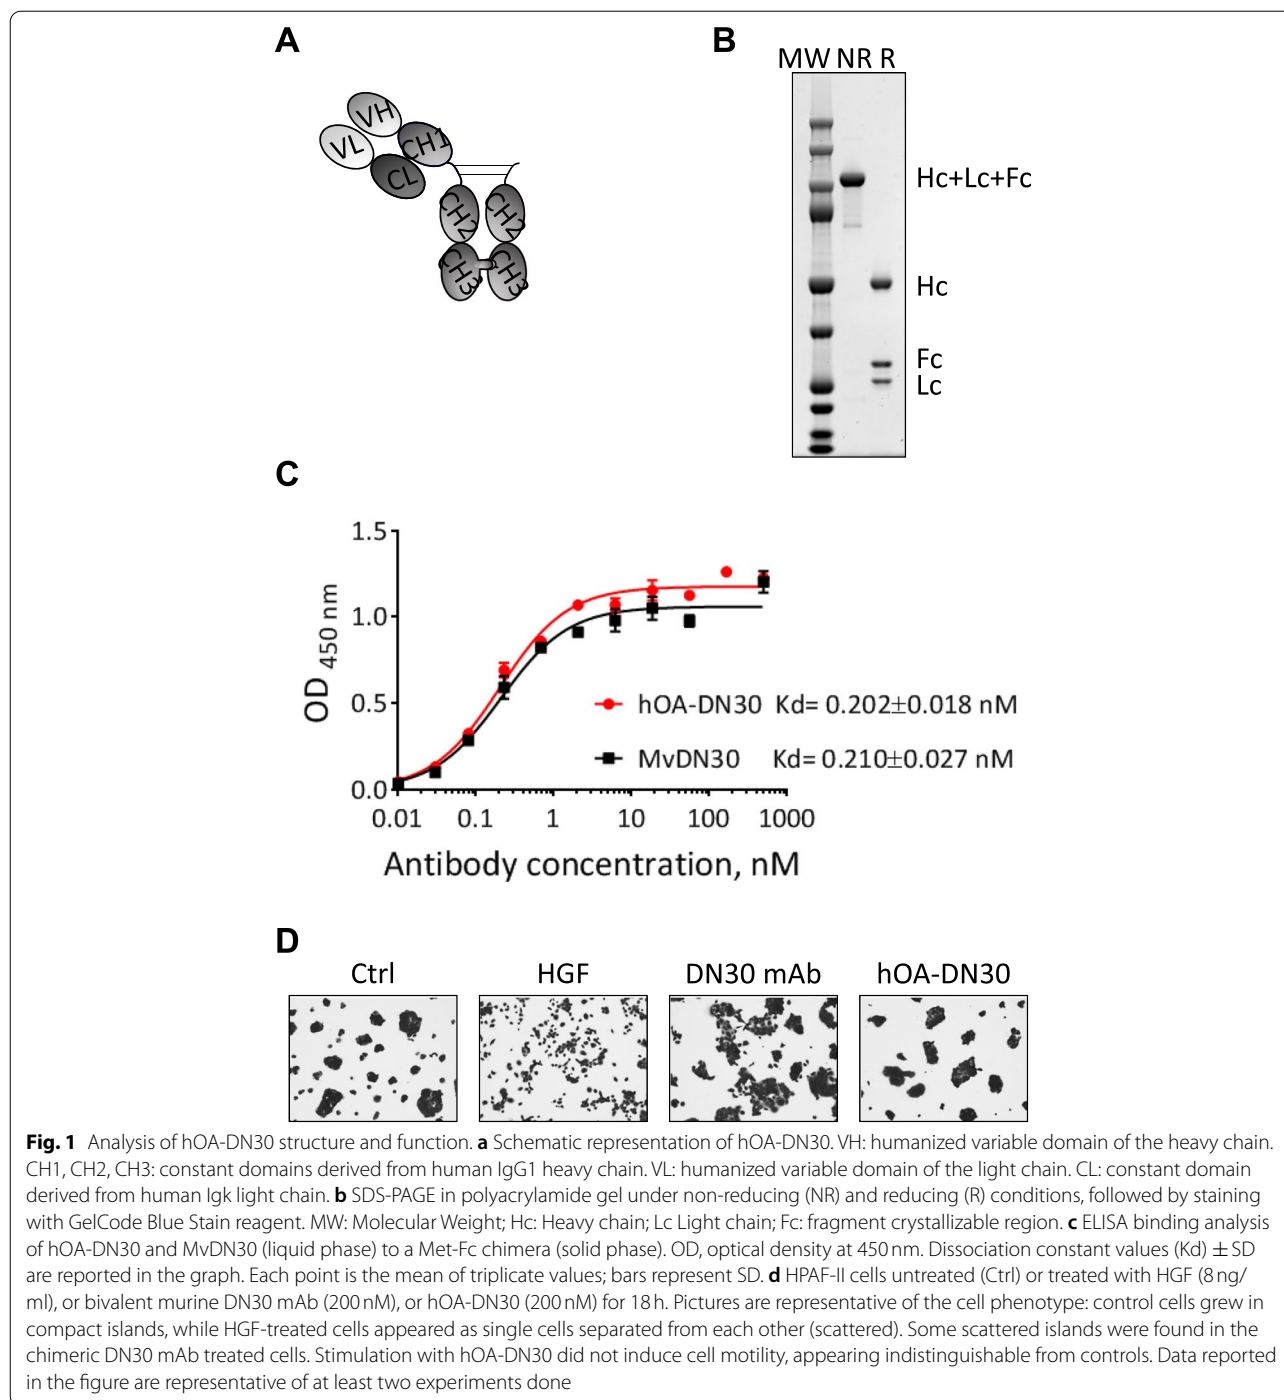 A
VH
VL
CH1
CL
CH2
CH2
CH3
CH3
B
MW NR R
Hc+Lc+Fc
Hc
Fc
Lc
C
1.5
1.0
0.5
0.0
OD 450 nm
hOA-DN30 Kd= 0.202±0.018 nM
MvDN30 Kd= 0.210±0.027 nM
0.01 0.1 1 10 100 1000
Antibody concentration, nM
D
Ctrl HGF DN30 mAb hOA-DN30
Fig. 1 Analysis of hOA-DN30 structure and function. a Schematic representation of hOA-DN30. VH: humanized variable domain of the heavy chain.
CH1, CH2, CH3: constant domains derived from human IgG1 heavy chain. VL: humanized variable domain of the light chain. CL: constant domain
derived from human Igk light chain. b SDS-PAGE in polyacrylamide gel under non-reducing (NR) and reducing (R) conditions, followed by staining
with GelCode Blue Stain reagent. MW: Molecular Weight; Hc: Heavy chain; Lc Light chain; Fc: fragment crystallizable region. c ELISA binding analysis
of hOA-DN30 and MvDN30 (liquid phase) to a Met-Fc chimera (solid phase). OD, optical density at 450 nm. Dissociation constant values (Kd) ± SD
are reported in the graph. Each point is the mean of triplicate values; bars represent SD. d HPAF-II cells untreated (Ctrl) or treated with HGF (8 ng/
ml), or bivalent murine DN30 mAb (200 nM), or hOA-DN30 (200 nM) for 18 h. Pictures are representative of the cell phenotype: control cells grew in
compact islands, while HGF-treated cells appeared as single cells separated from each other (scattered). Some scattered islands were found in the
chimeric DN30 mAb treated cells. Stimulation with hOA-DN30 did not induce cell motility, appearing indistinguishable from controls. Data reported
in the figure are representative of at least two experiments done